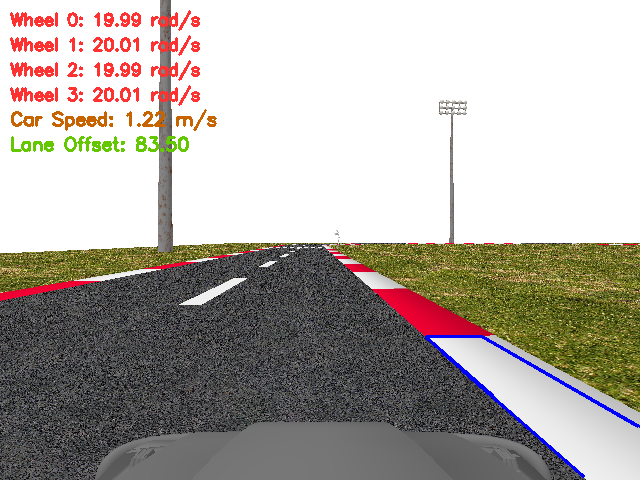 Wheel 0: 19.99 rad/s
Wheel 1: 20.01 rad/s
Wheel 2: 19.99 rad/s
Wheel 3: 20.01 rad/s
Car Speed: 1.22 m/s
Lane Offset: 83.50